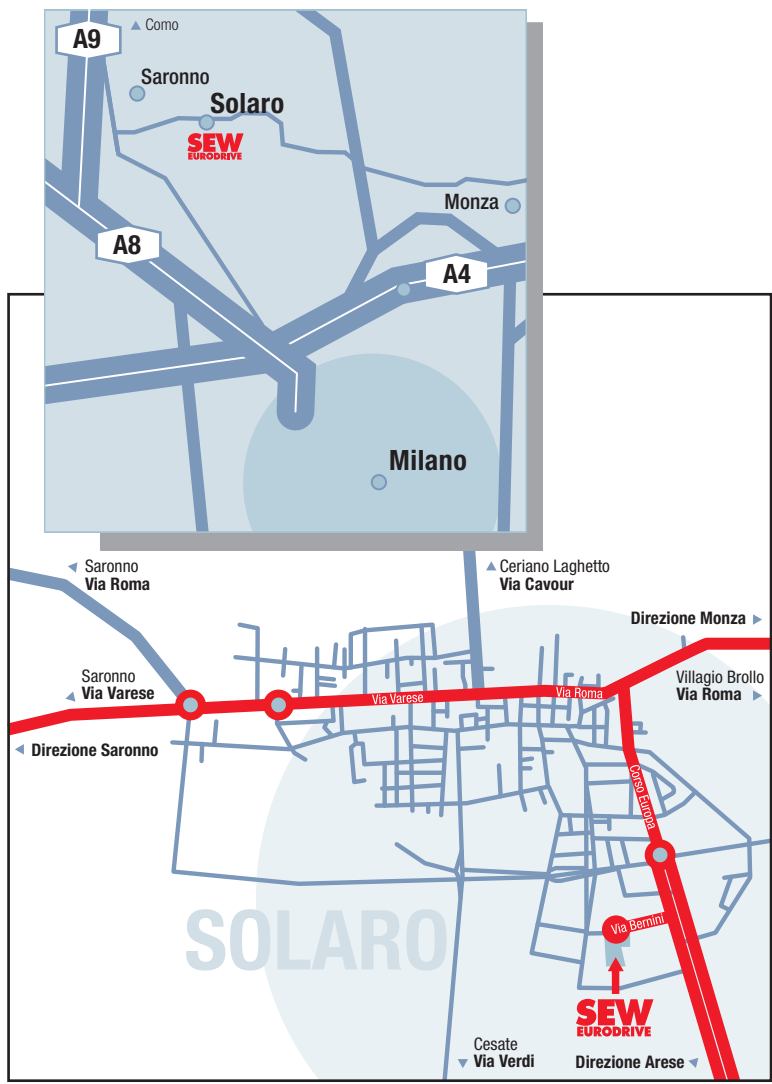 A9
Como
Saronno
Solaro
SEW
EURODRIVE
Monza
A8
A4
Milano
Saronno
Via Roma
Ceriano Laghetto
Via Cavour
Direzione Monza
Saronno
Via Varese
Villagio Brollo
Via Roma
Via Varese
Via Roma
Direzione Saronno
Corso Europa
SOLARO
Via Bernini
SEW
EURODRIVE
Cesate
Via Verdi
Direzione Arese